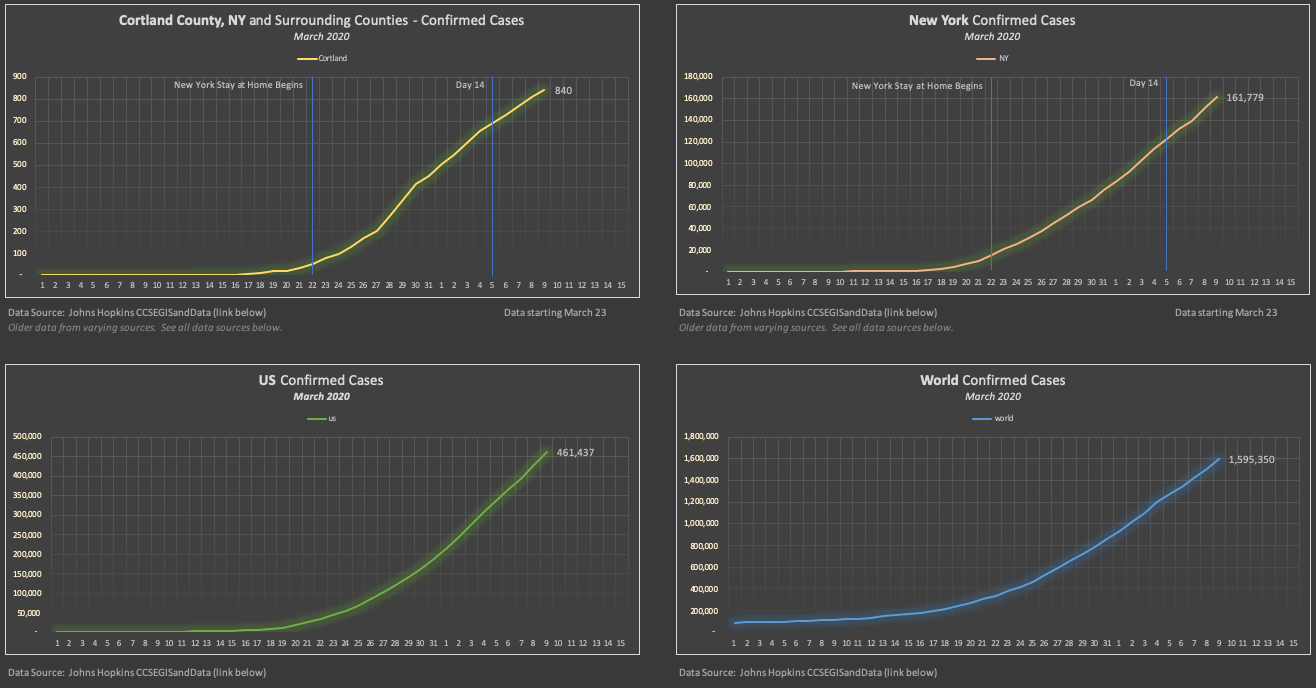 Cortland County, NY and Surrounding Counties - Confirmed Cases
March 2020
Cortland
900
800
700
600
500
400
300
200
100
-
New York Stay at Home Begins
Day 14
840
1 2 3 4 5 6 7 8 9 10 11 12 13 14 15 16 17 18 19 20 21 22 23 24 25 26 27 28 29 30 31 1 2 3 4 5 6 7 8 9 10 11 12 13 14 15
Data Source: Johns Hopkins CCSEGISandData (link below)
Data starting March 23
Older data from varying sources. See all data sources below.
New York Confirmed Cases
March 2020
NY
180,000
160,000
140,000
120,000
100,000
80,000
60,000
40,000
20,000
-
New York Stay at Home Begins
Day 14
161,779
1 2 3 4 5 6 7 8 9 10 11 12 13 14 15 16 17 18 19 20 21 22 23 24 25 26 27 28 29 30 31 1 2 3 4 5 6 7 8 9 10 11 12 13 14 15
Data Source: Johns Hopkins CCSEGISandData (link below)
Data starting March 23
Older data from varying sources. See all data sources below.
US Confirmed Cases
March 2020
us
500,000
450,000
400,000
350,000
300,000
250,000
200,000
150,000
100,000
50,000
-
461,437
1 2 3 4 5 6 7 8 9 10 11 12 13 14 15 16 17 18 19 20 21 22 23 24 25 26 27 28 29 30 31 1 2 3 4 5 6 7 8 9 10 11 12 13 14 15
Data Source: Johns Hopkins CCSEGISandData (link below)
World Confirmed Cases
March 2020
world
1,800,000
1,600,000
1,400,000
1,200,000
1,000,000
800,000
600,000
400,000
200,000
-
1,595,350
1 2 3 4 5 6 7 8 9 10 11 12 13 14 15 16 17 18 19 20 21 22 23 24 25 26 27 28 29 30 31 1 2 3 4 5 6 7 8 9 10 11 12 13 14 15
Data Source: Johns Hopkins CCSEGISandData (link below)